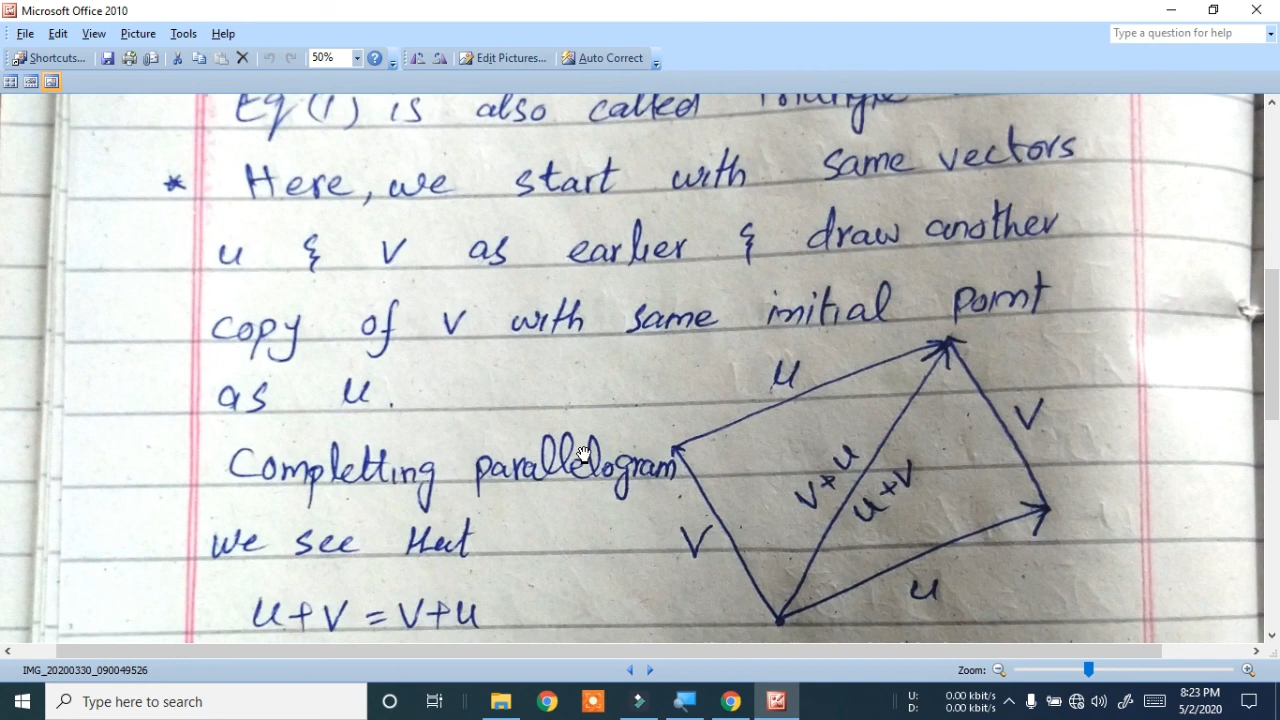 Microsoft Office 2010
File Edit View Picture Tools Help
Type a question for help
Shortcuts... 50% Edit Pictures... Auto Correct
Eq (1) is also called
* Here, we start with same vectors
u & v as earlier & draw another
copy of v with same initial point
as u.
Completting parallelogram
we see that
u+v = v+u
u
v
v+u
u+v
v
u
IMG_20200330_090049526
Zoom:
Type here to search
U: 0.00 kbit/s
D: 0.00 kbit/s
8:23 PM
5/2/2020